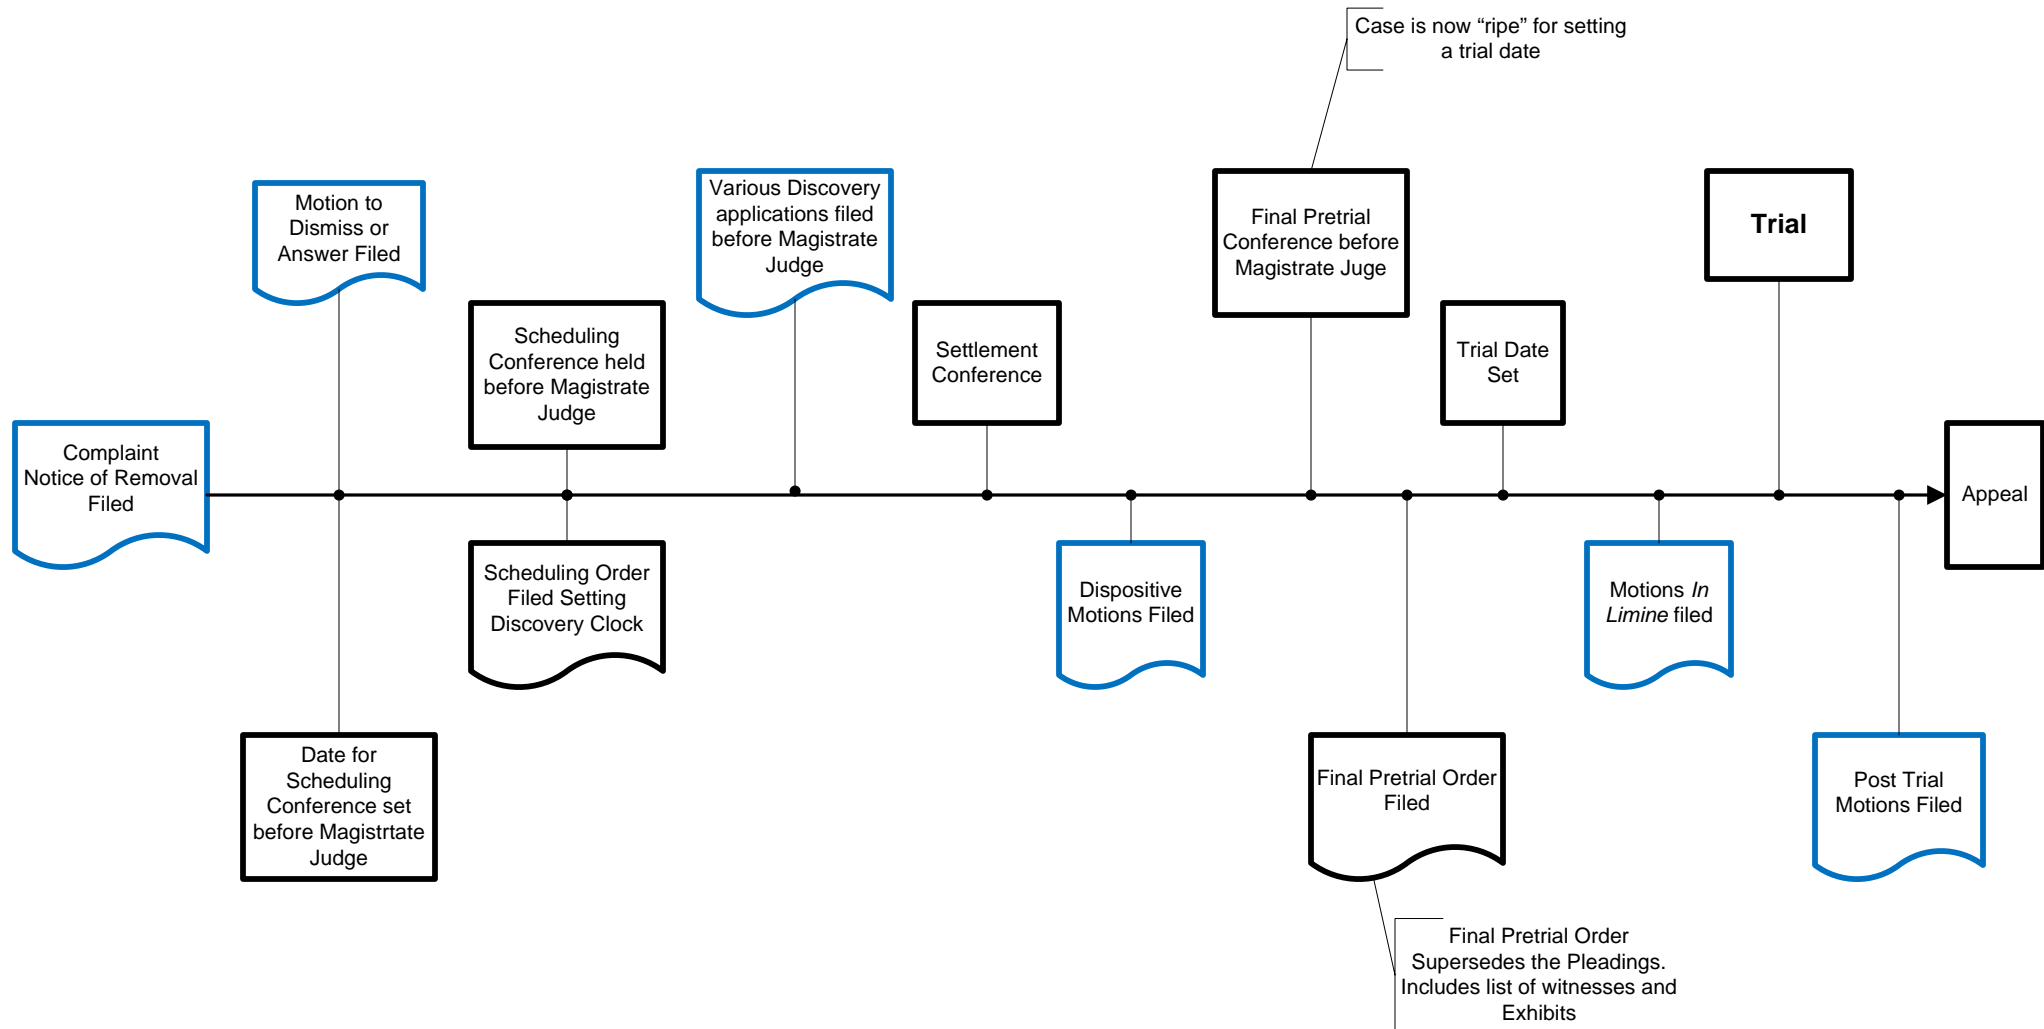 Case is now “ripe” for setting
a trial date
Motion to
Dismiss or
Answer Filed
Various Discovery
applications filed
before Magistrate
Judge
Final Pretrial
Conference before
Magistrate Juge
Trial
Scheduling
Conference held
before Magistrate
Judge
Settlement
Conference
Trial Date
Set
Complaint
Notice of Removal
Filed
Appeal
Scheduling Order
Filed Setting
Discovery Clock
Dispositive
Motions Filed
Motions In
Limine filed
Date for
Scheduling
Conference set
before Magistrtate
Judge
Final Pretrial Order
Filed
Post Trial
Motions Filed
Final Pretrial Order
Supersedes the Pleadings.
Includes list of witnesses and
Exhibits